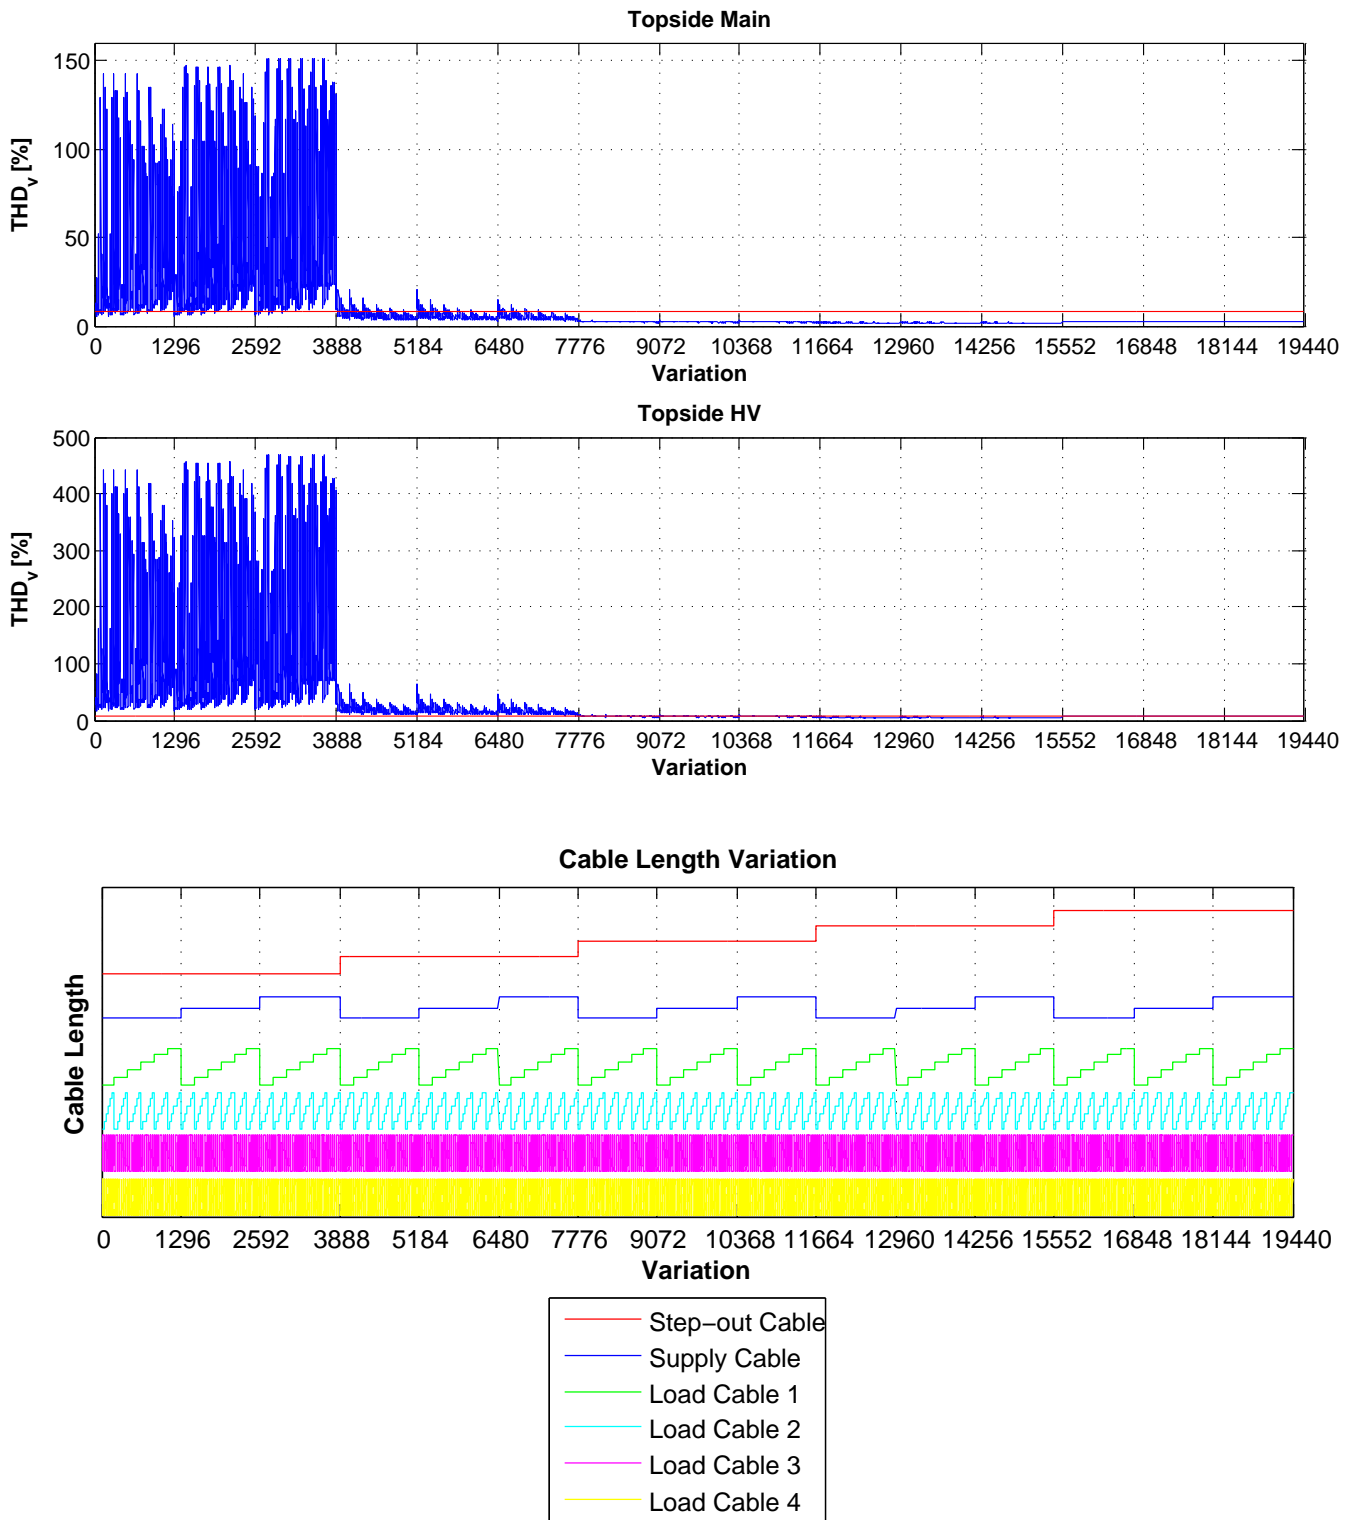 Topside Main
THDv [%]
150
100
50
0
0 1296 2592 3888 5184 6480 7776 9072 10368 11664 12960 14256 15552 16848 18144 19440
Variation
Topside HV
THDv [%]
500
400
300
200
100
0
0 1296 2592 3888 5184 6480 7776 9072 10368 11664 12960 14256 15552 16848 18144 19440
Variation
Cable Length Variation
Cable Length
0 1296 2592 3888 5184 6480 7776 9072 10368 11664 12960 14256 15552 16848 18144 19440
Variation
Step−out Cable
Supply Cable
Load Cable 1
Load Cable 2
Load Cable 3
Load Cable 4